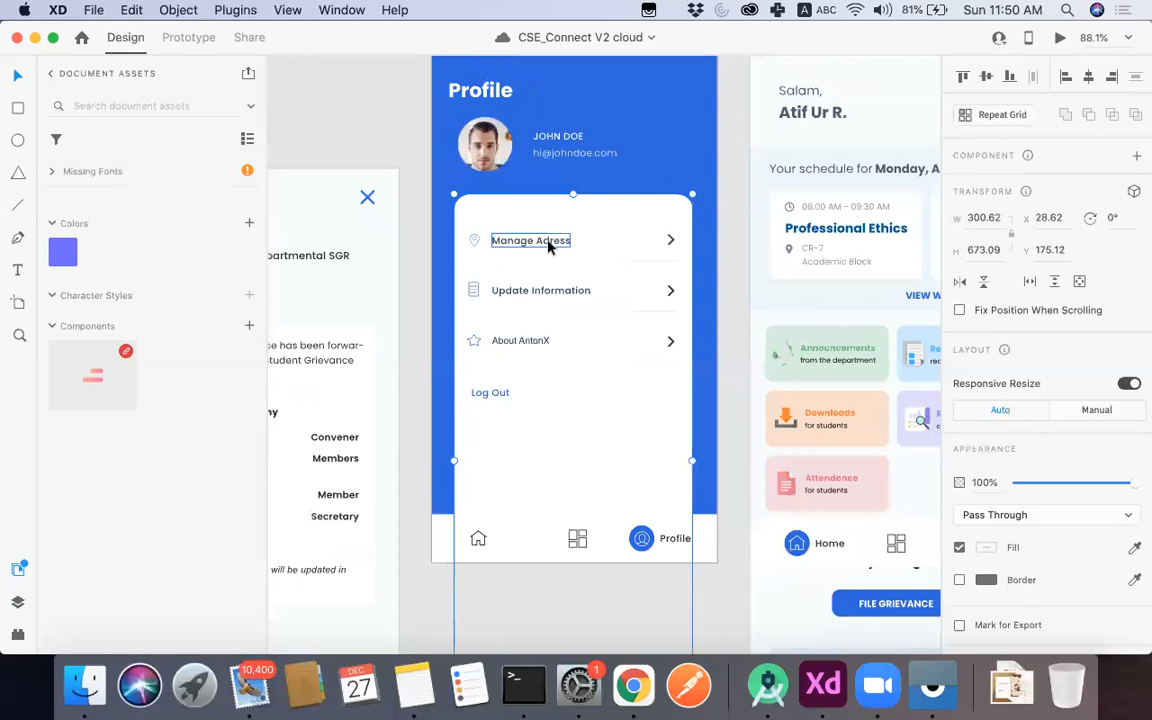 XD File Edit Object Plugins View Window Help A ABC 81% Sun 11:50 AM
Design Prototype Share CSE_Connect V2 cloud 88.1%
DOCUMENT ASSETS
Search document assets
Missing Fonts
Colors
Character Styles
Components
departmental SGR
se has been forwar-
Student Grievance
Convener
Members
Member
Secretary
will be updated in
Profile
JOHN DOE
hi@johndoe.com
Manage Adress
Update Information
About AntonX
Log Out
Profile
Salam,
Atif Ur R.
Your schedule for Monday, A
08:00 AM - 09:30 AM
Professional Ethics
CR-7
Academic Block
VIEW W
Announcements
from the department
Downloads
for students
Attendence
for students
Home
FILE GRIEVANCE
Repeat Grid
COMPONENT
TRANSFORM
W 300.62 X 28.62 0°
H 673.09 Y 175.12
Fix Position When Scrolling
LAYOUT
Responsive Resize
Auto Manual
APPEARANCE
100%
Pass Through
Fill
Border
Mark for Export
10,400
DEC
27
1
Xd